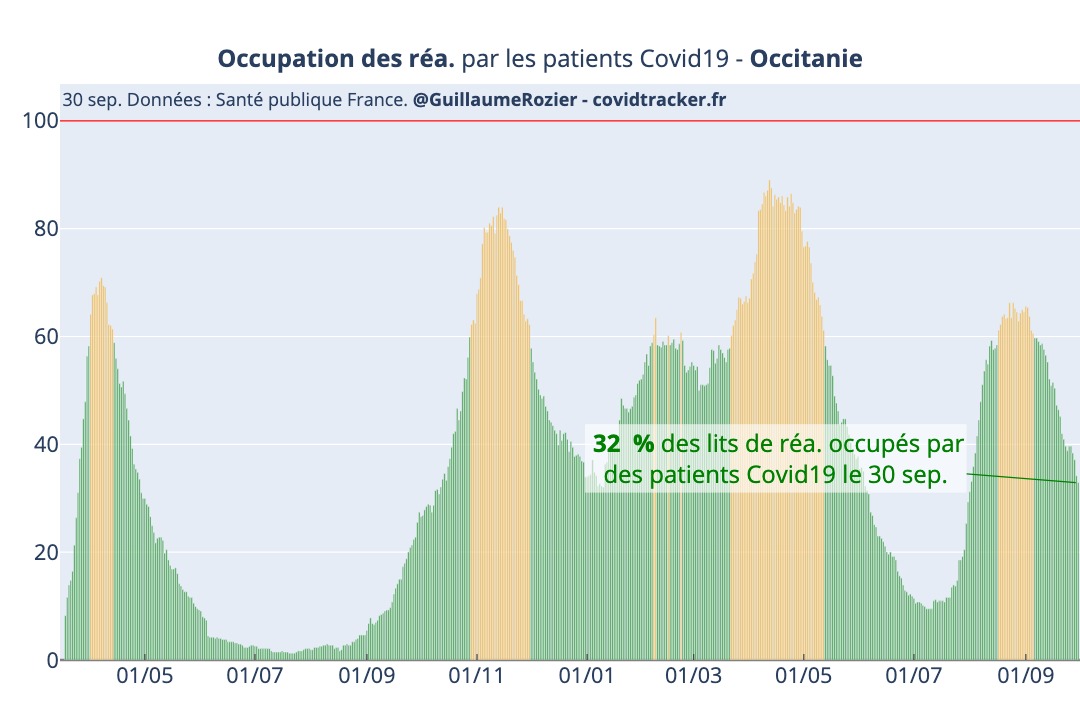 Occupation des réa. par les patients Covid19 - Occitanie
30 sep. Données : Santé publique France. @GuillaumeRozier - covidtracker.fr
100
80
60
40
20
0
32 % des lits de réa. occupés par
des patients Covid19 le 30 sep.
01/05 01/07 01/09 01/11 01/01 01/03 01/05 01/07 01/09